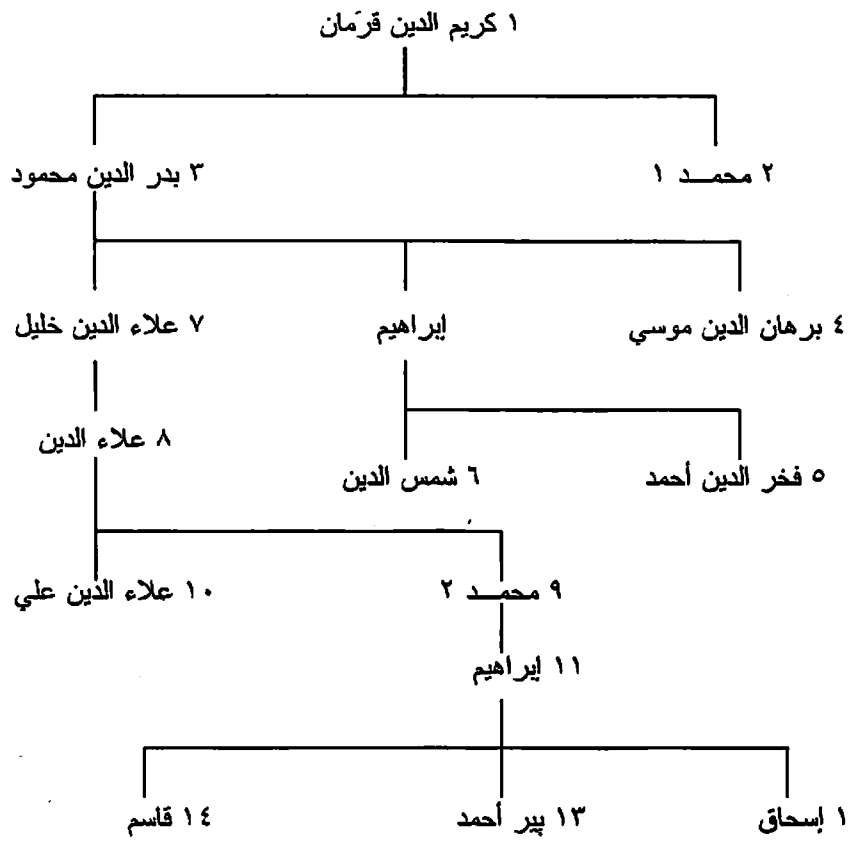 ١ كريم الدين قرَمان
٢ محمـــد ١
٣ بدر الدين محمود
٤ برهان الدين موسي
إبراهيم
٧ علاء الدين خليل
٨ علاء الدين
٥ فخر الدين أحمد
٦ شمس الدين
٩ محمـــد ٢
١٠ علاء الدين علي
١١ إبراهيم
١ إسحاق
١٣ بير أحمد
١٤ قاسم